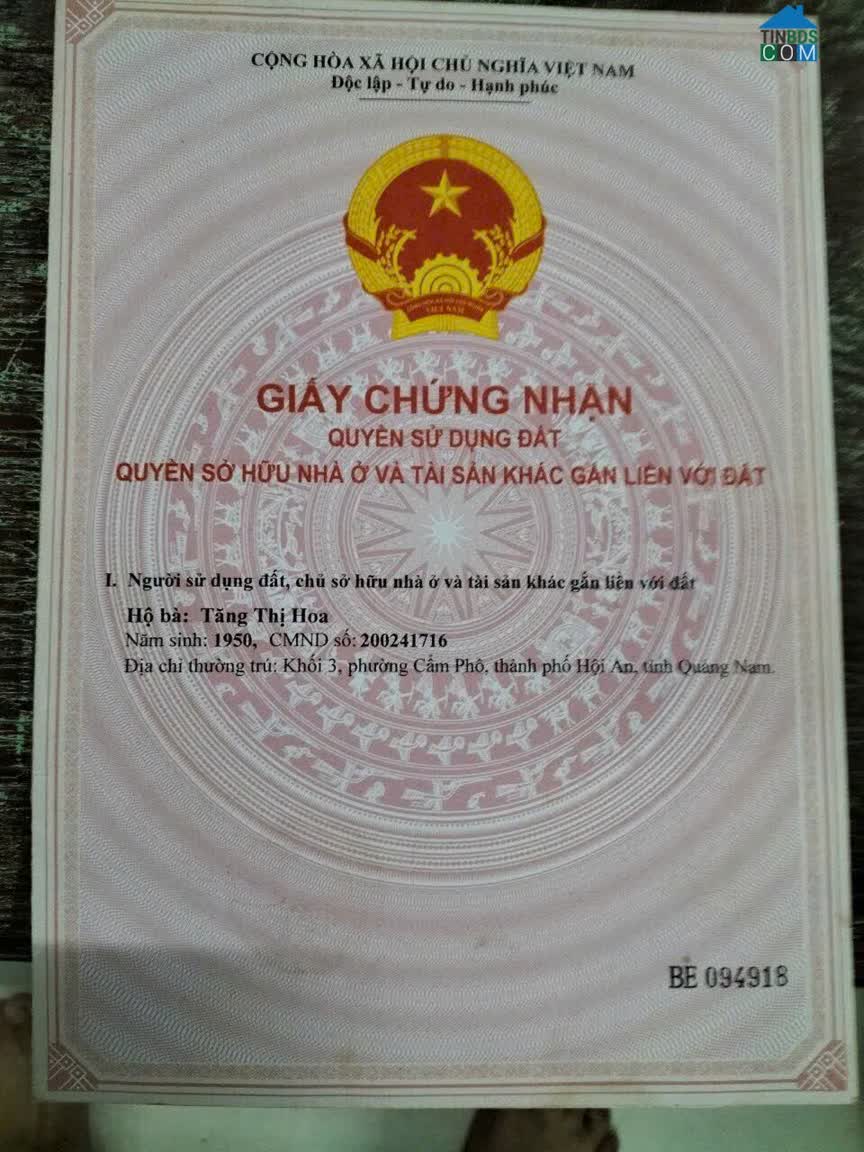 TINBDS
COM
CỘNG HÒA XÃ HỘI CHỦ NGHĨA VIỆT NAM
Độc lập - Tự do - Hạnh phúc
VIỆT NAM
GIẤY CHỨNG NHẬN
QUYỀN SỬ DỤNG ĐẤT
QUYỀN SỞ HỮU NHÀ Ở VÀ TÀI SẢN KHÁC GẮN LIỀN VỚI ĐẤT
I. Người sử dụng đất, chủ sở hữu nhà ở và tài sản khác gắn liền với đất
Hộ bà: Tăng Thị Hoa
Năm sinh: 1950, CMND số: 200241716
Địa chỉ thường trú: Khối 3, phường Cẩm Phô, thành phố Hội An, tỉnh Quảng Nam.
BE 094918